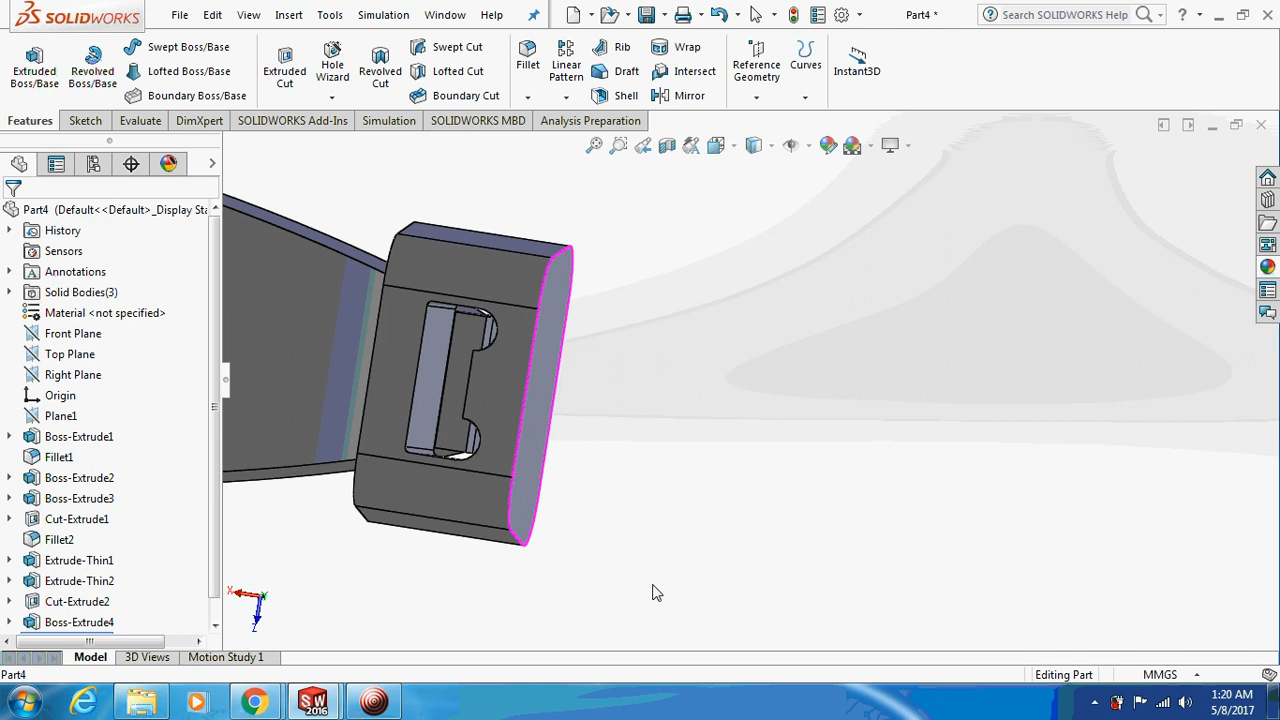 SOLIDWORKS File Edit View Insert Tools Simulation Window Help Part4 * Search SOLIDWORKS Help
Extruded Boss/Base
Revolved Boss/Base
Swept Boss/Base
Lofted Boss/Base
Boundary Boss/Base
Extruded Cut
Hole Wizard
Revolved Cut
Swept Cut
Lofted Cut
Boundary Cut
Fillet
Linear Pattern
Rib
Draft
Shell
Wrap
Intersect
Mirror
Reference Geometry
Curves
Instant3D
Features Sketch Evaluate DimXpert SOLIDWORKS Add-Ins Simulation SOLIDWORKS MBD Analysis Preparation
Part4 (Default<<Default>_Display Sta
History
Sensors
Annotations
Solid Bodies(3)
Material <not specified>
Front Plane
Top Plane
Right Plane
Origin
Plane1
Boss-Extrude1
Fillet1
Boss-Extrude2
Boss-Extrude3
Cut-Extrude1
Fillet2
Extrude-Thin1
Extrude-Thin2
Cut-Extrude2
Boss-Extrude4
X
Y
Z
Model 3D Views Motion Study 1
Part4 Editing Part MMGS
SW 2016
1:20 AM
5/8/2017